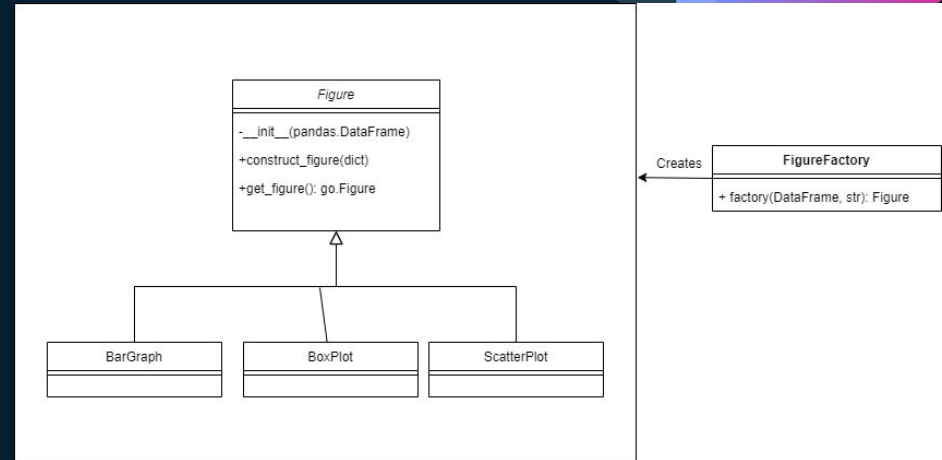 Figure
-__init__(pandas.DataFrame)
+construct_figure(dict)
+get_figure(): go.Figure
Creates
FigureFactory
+ factory(DataFrame, str): Figure
BarGraph
BoxPlot
ScatterPlot